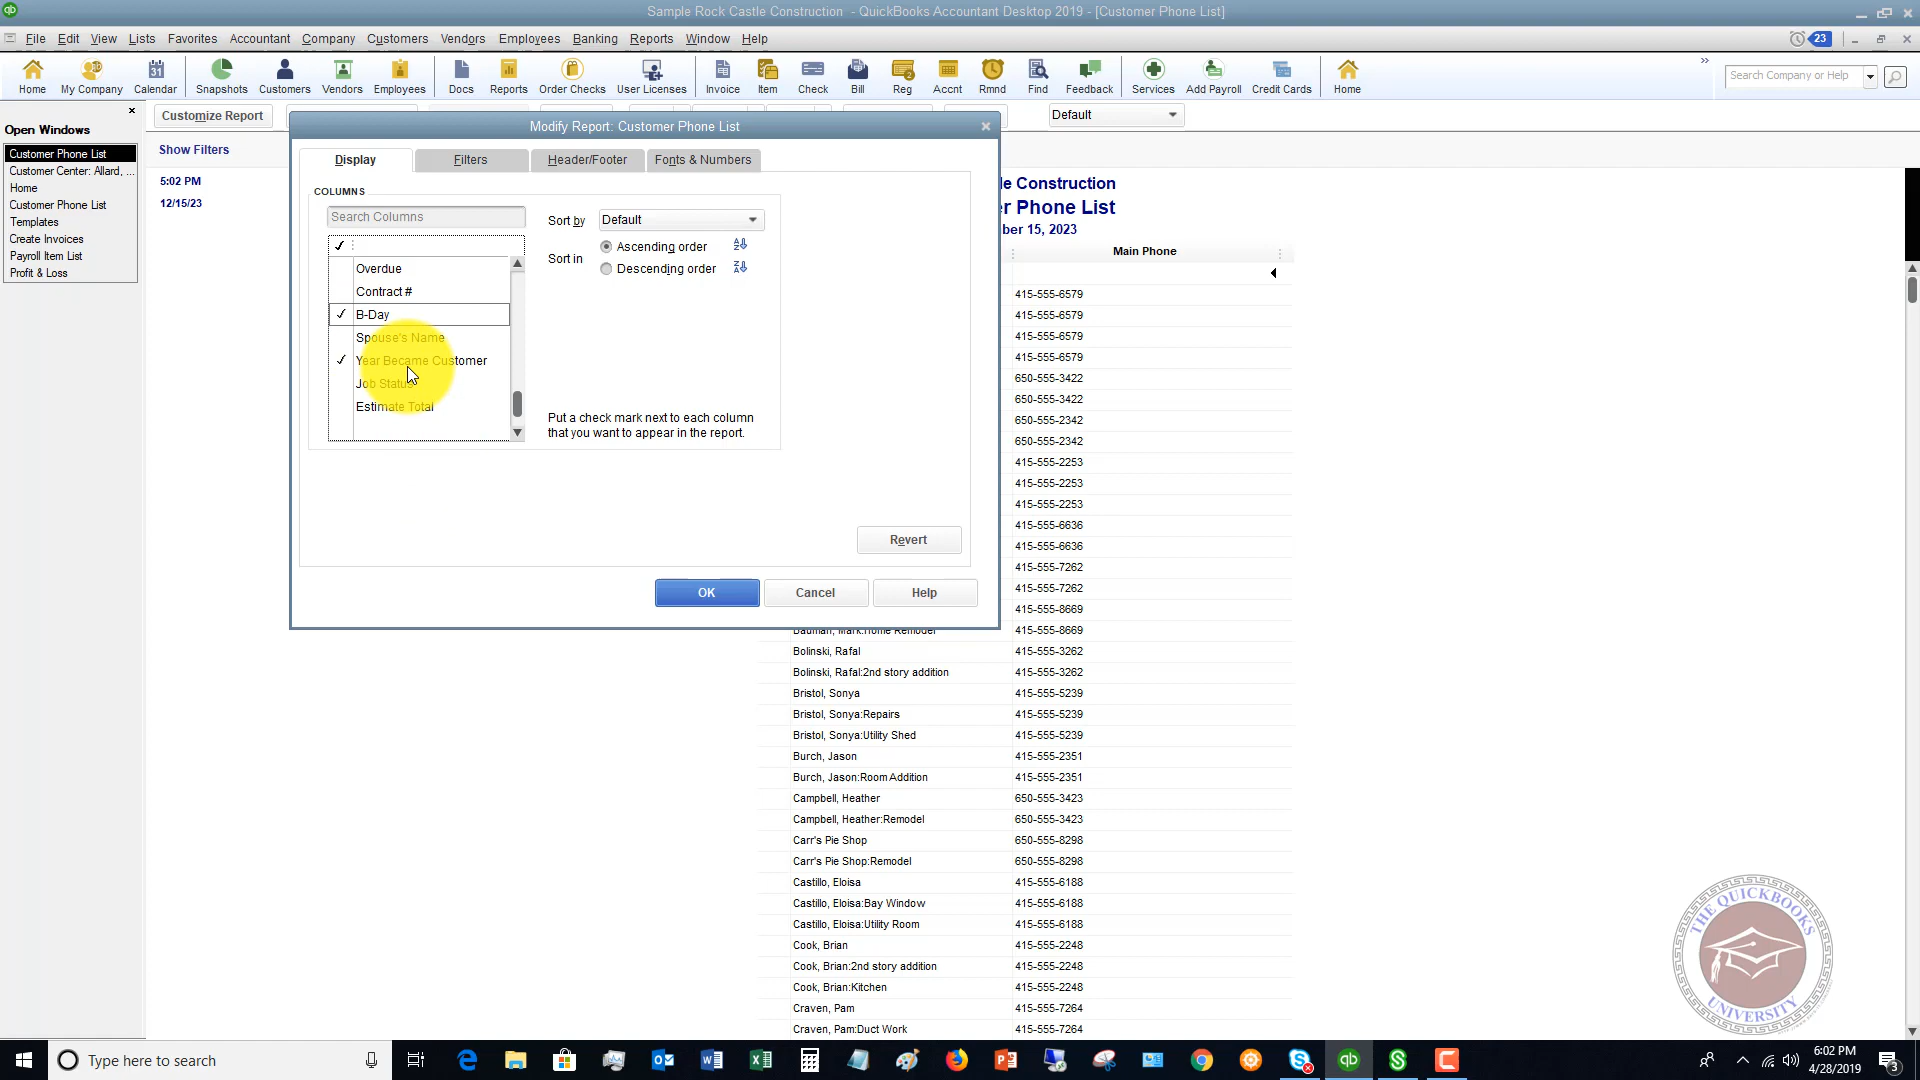 Sample Rock Castle Construction - QuickBooks Accountant Desktop 2019 - [Customer Phone List]
File Edit View Lists Favorites Accountant Company Customers Vendors Employees Banking Reports Window Help
23
Home My Company Calendar Snapshots Customers Vendors Employees Docs Reports Order Checks User Licenses Invoice Item Check Bill Reg Accnt Rmnd Find Feedback Services Add Payroll Credit Cards Home
Search Company or Help
Open Windows
Customer Phone List
Customer Center: Allard, ...
Home
Customer Phone List
Templates
Create Invoices
Payroll Item List
Profit & Loss
Customize Report
Default
Show Filters
5:02 PM
12/15/23
Modify Report: Customer Phone List
Display Filters Header/Footer Fonts & Numbers
COLUMNS
Search Columns
Overdue
Contract #
B-Day
Spouse's Name
Year Became Customer
Job Status
Estimate Total
Sort by Default
Sort in
Ascending order
Descending order
Put a check mark next to each column
that you want to appear in the report.
Revert
OK Cancel Help
le Construction
r Phone List
ber 15, 2023
Main Phone
415-555-6579
415-555-6579
415-555-6579
415-555-6579
650-555-3422
650-555-3422
650-555-2342
650-555-2342
415-555-2253
415-555-2253
415-555-2253
415-555-6636
415-555-6636
415-555-7262
415-555-7262
415-555-8669
Bauman, Mark:Home Remodel 415-555-8669
Bolinski, Rafal 415-555-3262
Bolinski, Rafal:2nd story addition 415-555-3262
Bristol, Sonya 415-555-5239
Bristol, Sonya:Repairs 415-555-5239
Bristol, Sonya:Utility Shed 415-555-5239
Burch, Jason 415-555-2351
Burch, Jason:Room Addition 415-555-2351
Campbell, Heather 650-555-3423
Campbell, Heather:Remodel 650-555-3423
Carr's Pie Shop 650-555-8298
Carr's Pie Shop:Remodel 650-555-8298
Castillo, Eloisa 415-555-6188
Castillo, Eloisa:Bay Window 415-555-6188
Castillo, Eloisa:Utility Room 415-555-6188
Cook, Brian 415-555-2248
Cook, Brian:2nd story addition 415-555-2248
Cook, Brian:Kitchen 415-555-2248
Craven, Pam 415-555-7264
Craven, Pam:Duct Work 415-555-7264
THE QUICKBOOKS
UNIVERSITY
Type here to search
6:02 PM
4/28/2019
3